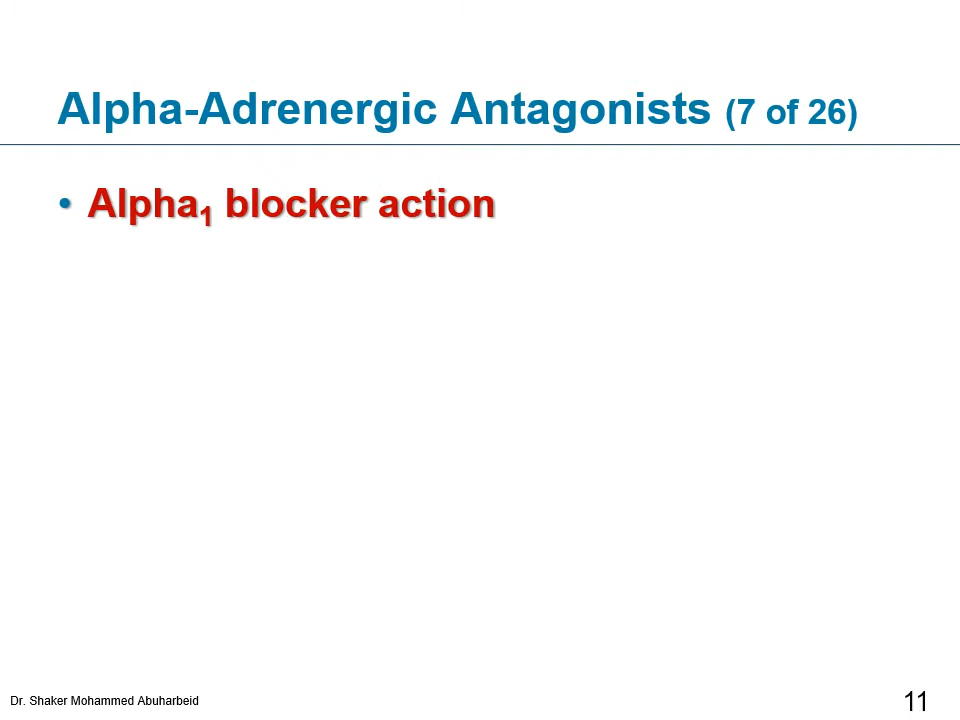 Alpha-Adrenergic Antagonists (7 of 26)
• Alpha₁ blocker action
Dr. Shaker Mohammed Abuharbeid
11